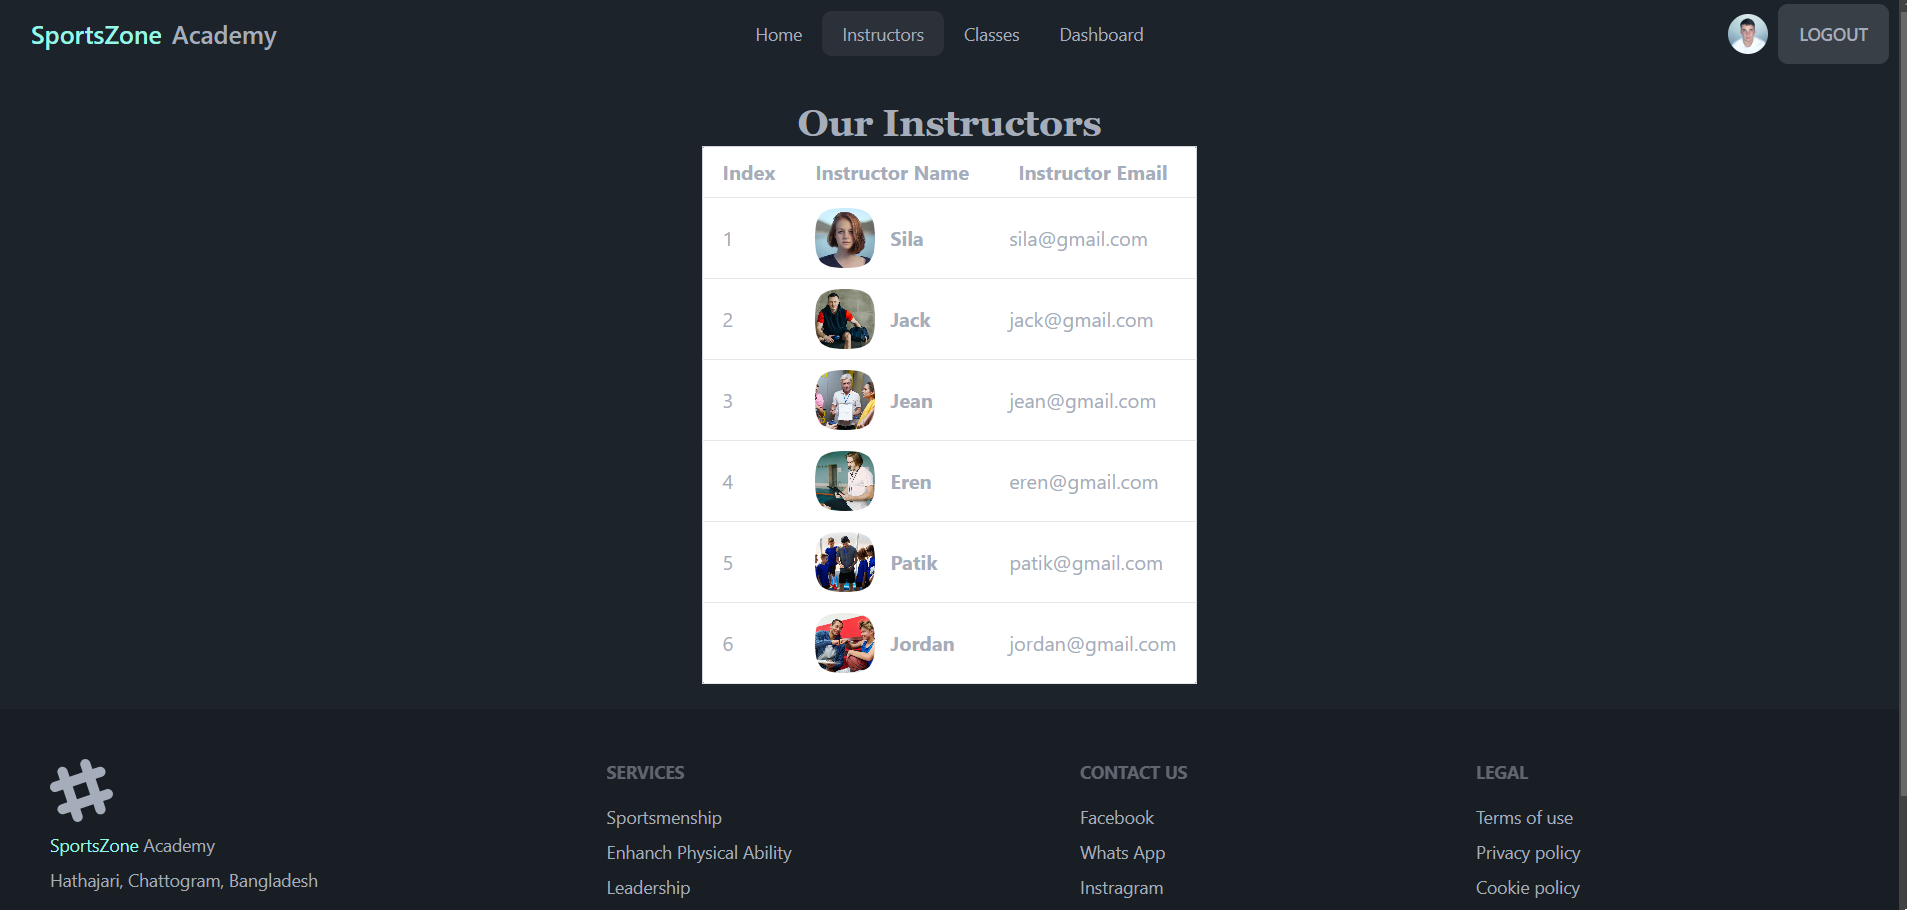 SportsZone Academy
Home Instructors Classes Dashboard
LOGOUT
Our Instructors
Index Instructor Name Instructor Email
1 Sila sila@gmail.com
2 Jack jack@gmail.com
3 Jean jean@gmail.com
4 Eren eren@gmail.com
5 Patik patik@gmail.com
6 Jordan jordan@gmail.com
SportsZone Academy
Hathajari, Chattogram, Bangladesh
SERVICES
Sportsmenship
Enhanch Physical Ability
Leadership
CONTACT US
Facebook
Whats App
Instragram
LEGAL
Terms of use
Privacy policy
Cookie policy